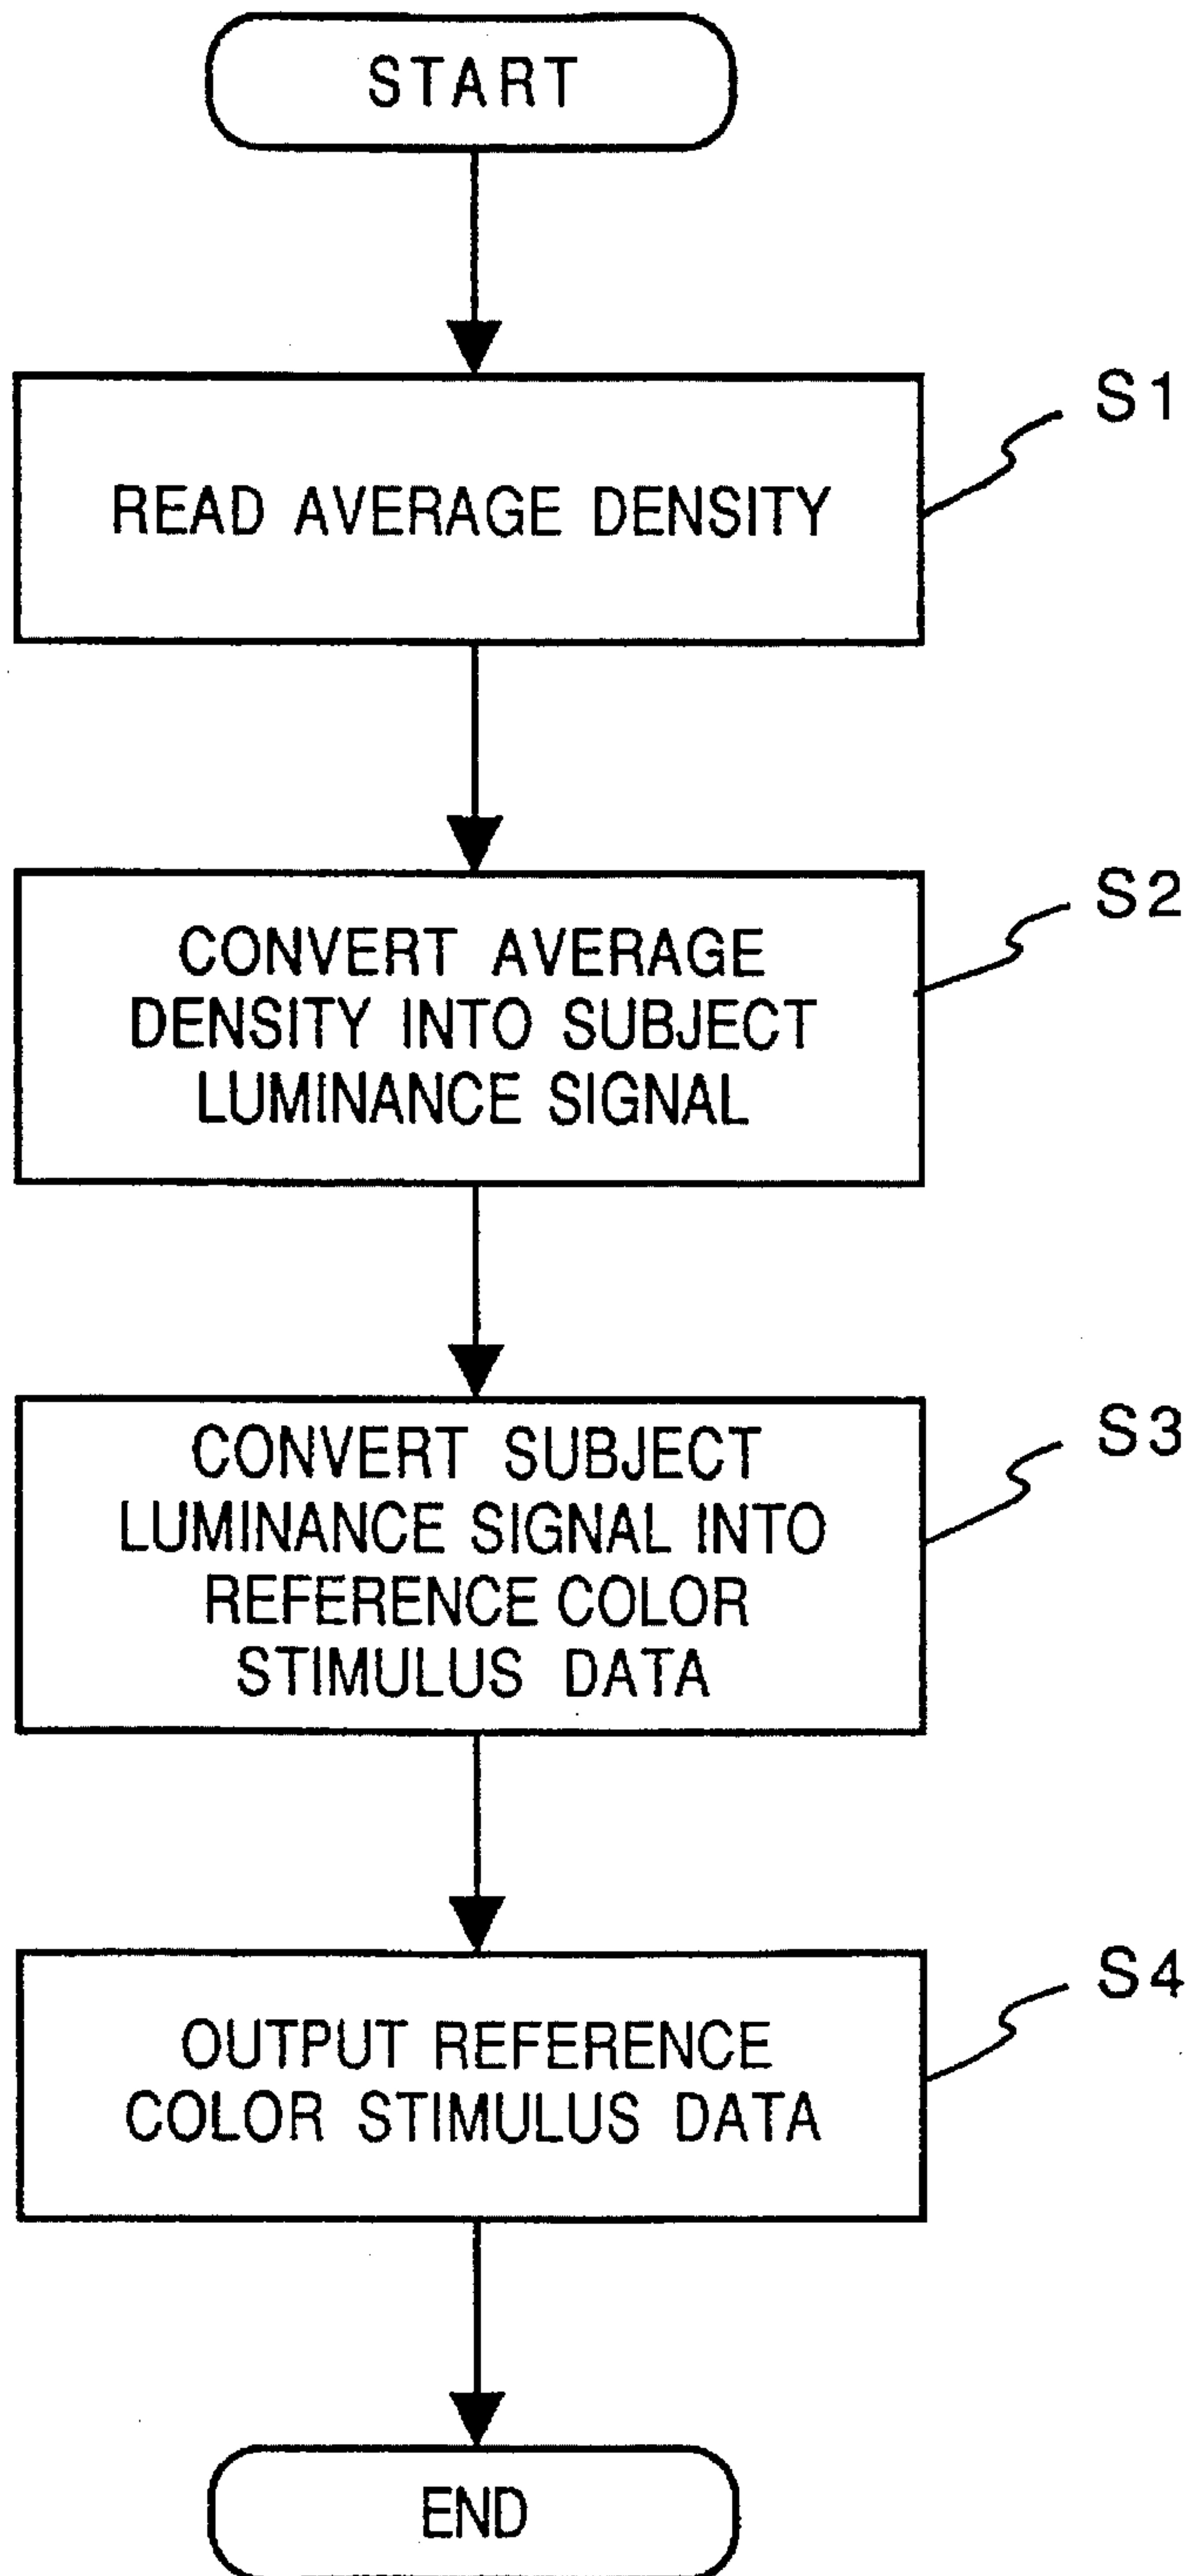 START
S1
READ AVERAGE DENSITY
S2
CONVERT AVERAGE
DENSITY INTO SUBJECT
LUMINANCE SIGNAL
S3
CONVERT SUBJECT
LUMINANCE SIGNAL INTO
REFERENCE COLOR
STIMULUS DATA
S4
OUTPUT REFERENCE
COLOR STIMULUS DATA
END